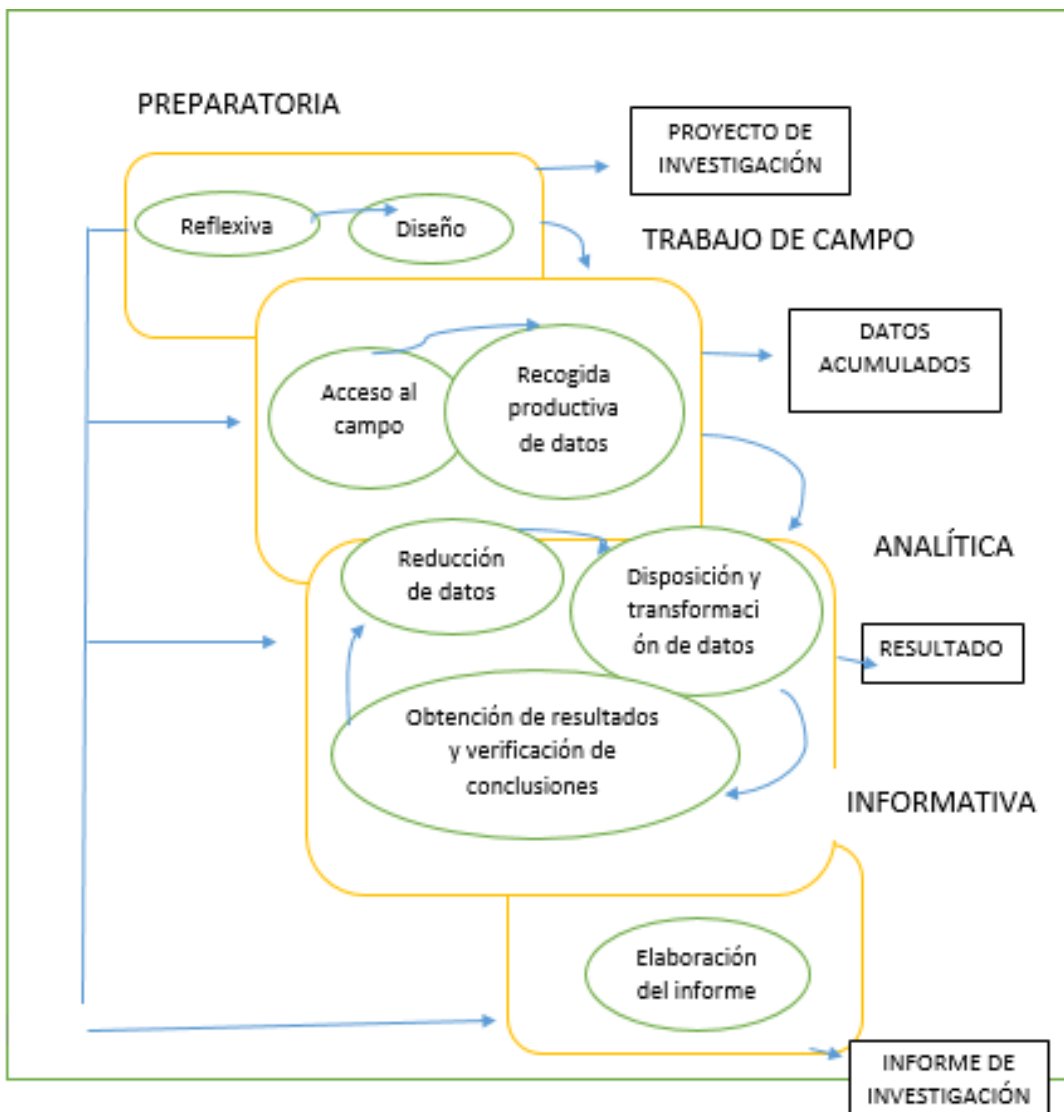 PREPARATORIA
PROYECTO DE
INVESTIGACIÓN
Reflexiva
Diseño
TRABAJO DE CAMPO
DATOS
ACUMULADOS
Acceso al
campo
Recogida
productiva
de datos
ANALÍTICA
Reducción
de datos
Disposición y
transformaci
ón de datos
RESULTADO
Obtención de resultados
y verificación de
conclusiones
INFORMATIVA
Elaboración
del informe
INFORME DE
INVESTIGACIÓN